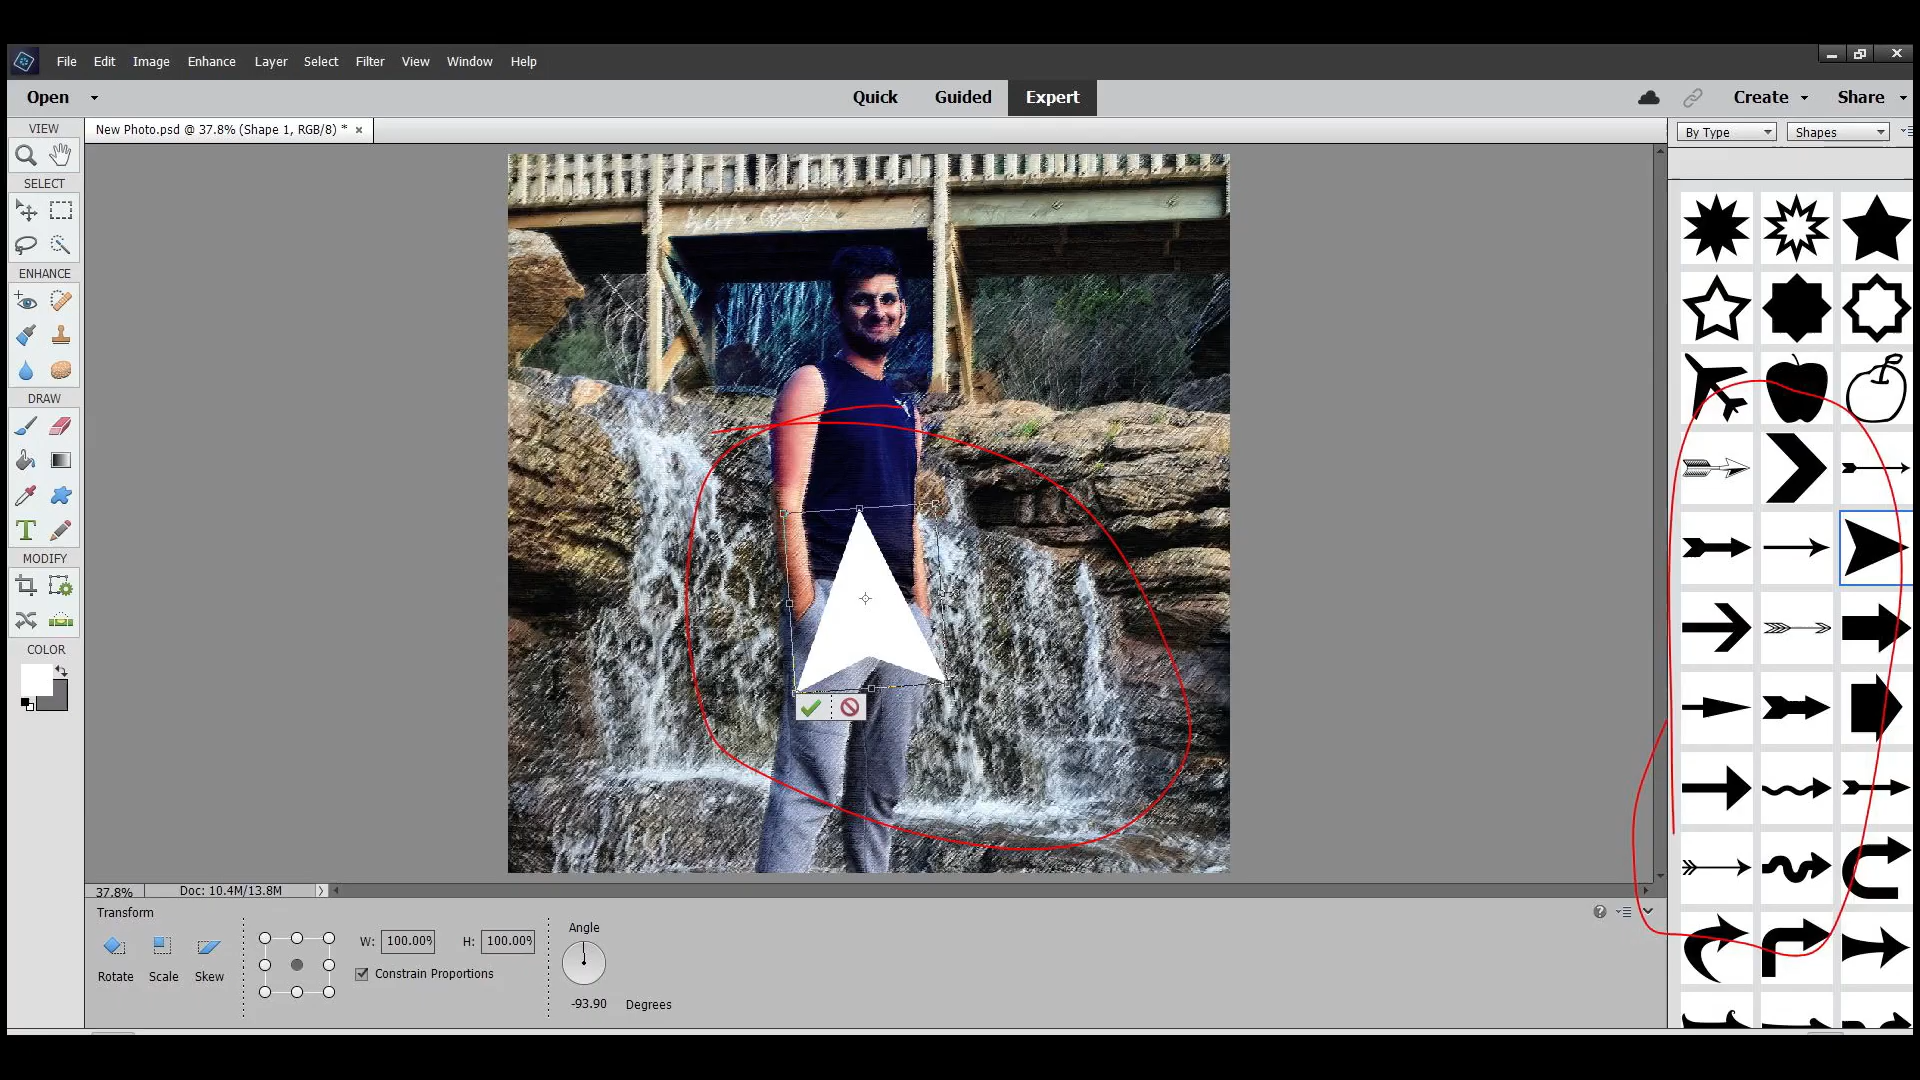 File Edit Image Enhance Layer Select Filter View Window Help
Open Quick Guided Expert Create Share
VIEW
New Photo.psd @ 37.8% (Shape 1, RGB/8) * ×
By Type Shapes
SELECT
ENHANCE
DRAW
T
MODIFY
COLOR
37.8% Doc: 10.4M/13.8M
Transform
Angle
W: 100.00% H: 100.00%
Rotate Scale Skew Constrain Proportions
-93.90 Degrees